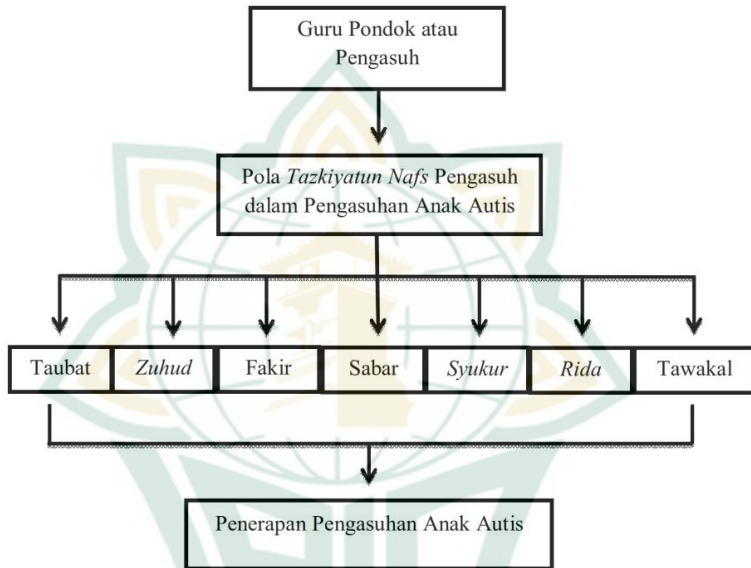 Guru Pondok atau
Pengasuh
Pola Tazkiyatun Nafs Pengasuh
dalam Pengasuhan Anak Autis
Taubat
Zuhud
Fakir
Sabar
Syukur
Rida
Tawakal
Penerapan Pengasuhan Anak Autis